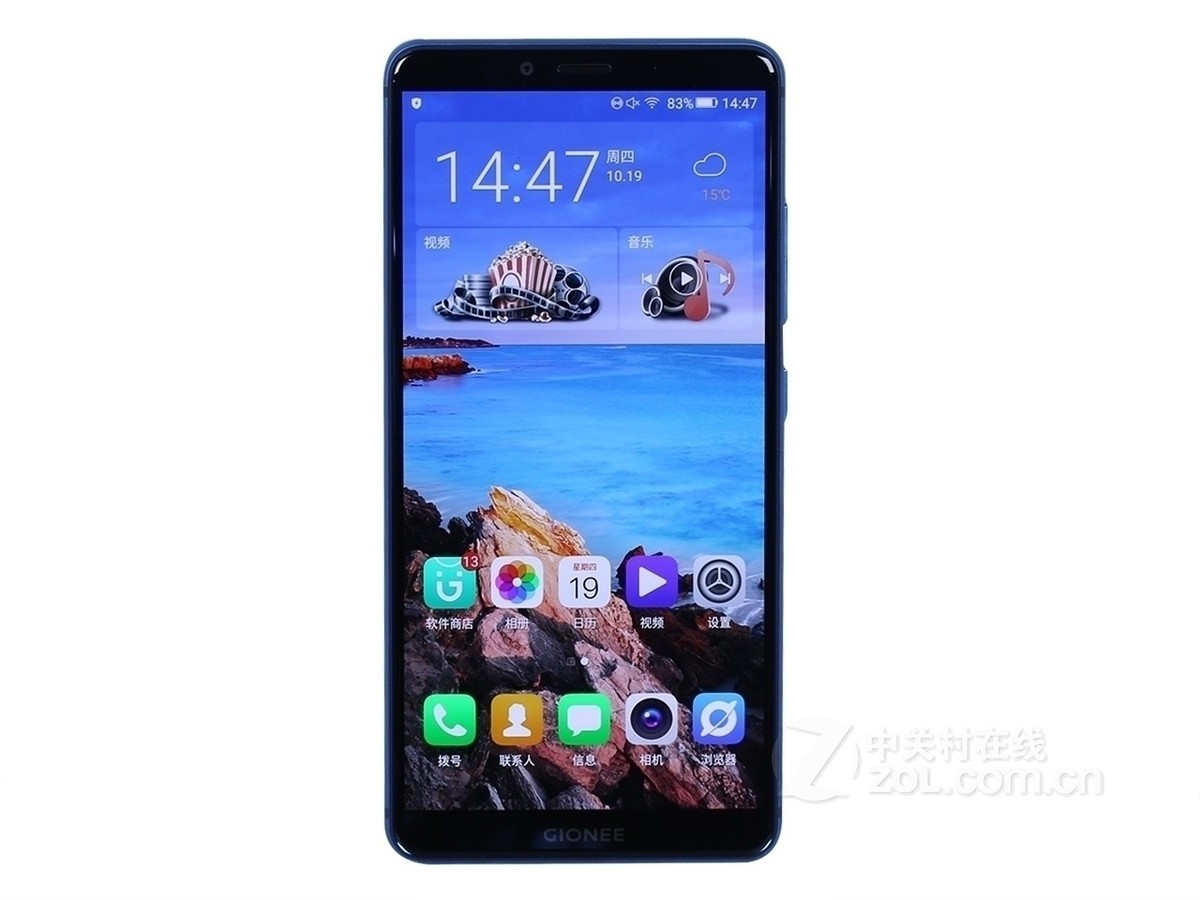 83% 14:47
14:47 周四
10.19
15℃
视频 音乐
13
星期四
19
软件商店 相册 日历 视频 设置
拨号 联系人 信息 相机 浏览器
GIONEE
中关村在线
ZOL.com.cn